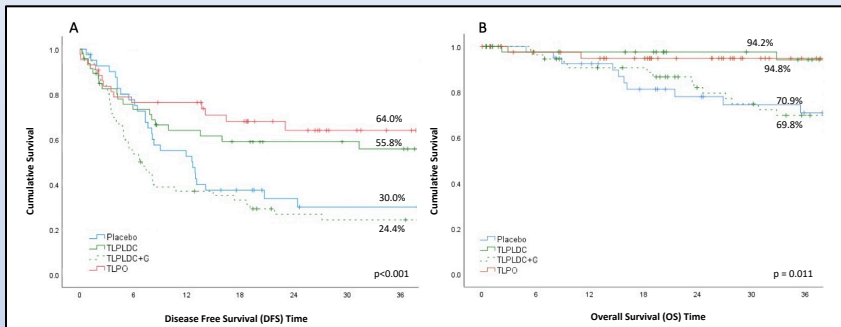 A
Cumulative Survival
1.0
0.8
0.6
0.4
0.2
0.0
64.0%
55.8%
30.0%
24.4%
Placebo
TLPLDC
TLPLDC+G
TLPO
p<0.001
0 6 12 18 24 30 36
Disease Free Survival (DFS) Time
B
Cumulative Survival
1.0
0.8
0.6
0.4
0.2
0.0
94.2%
94.8%
70.9%
69.8%
Placebo
TLPLDC
TLPLDC+G
TLPO
p = 0.011
0 6 12 18 24 30 36
Overall Survival (OS) Time